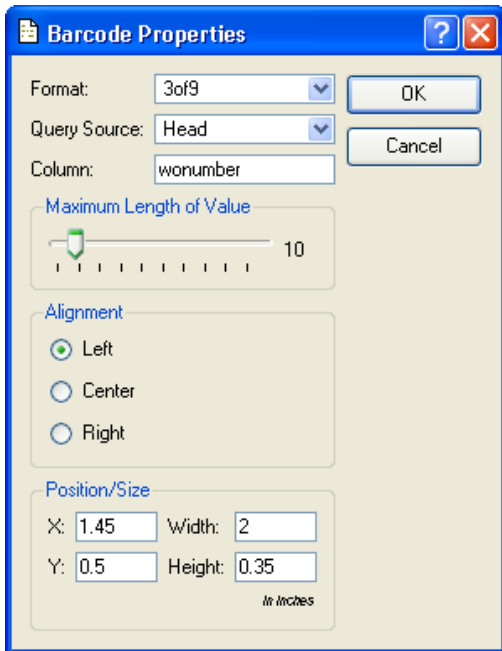 Barcode Properties
Format: 3of9 OK
Query Source: Head Cancel
Column: wonumber
Maximum Length of Value
10
Alignment
Left
Center
Right
Position/Size
X: 1.45 Width: 2
Y: 0.5 Height: 0.35
in inches